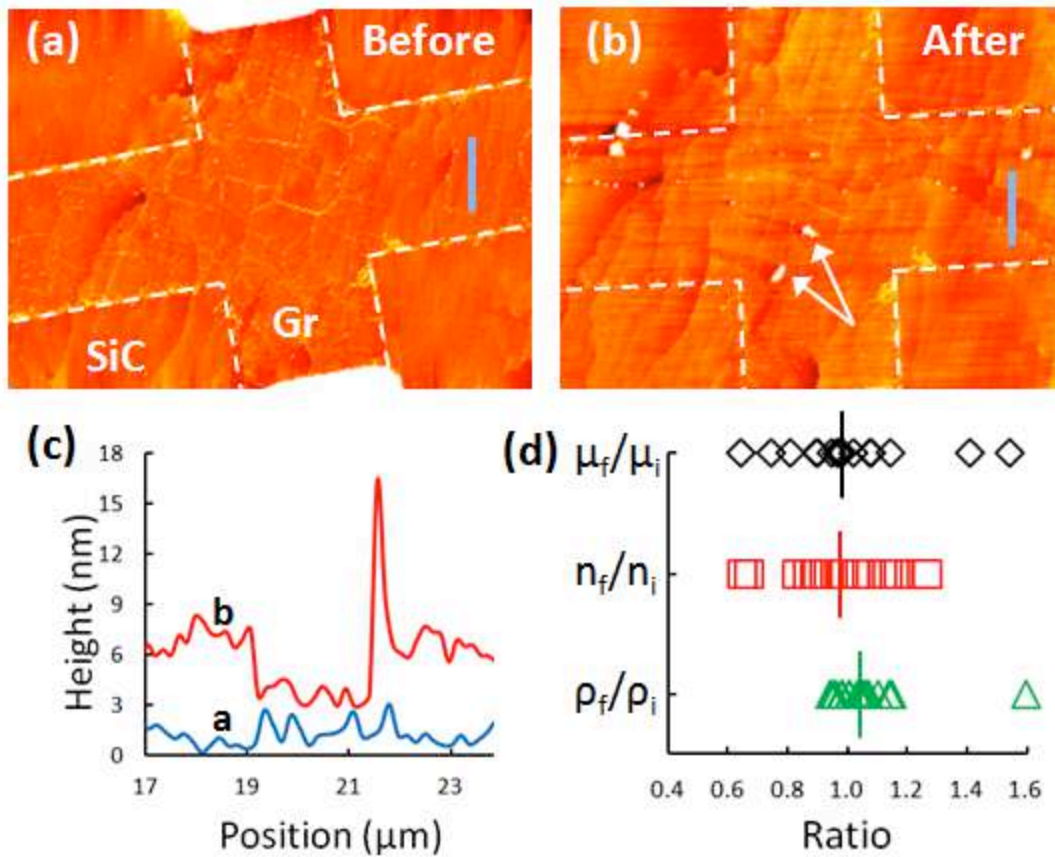 (a) Before
(b) After
SiC Gr
(c)
Height (nm)
18
15
12
9
6
3
0
b
a
17 19 21 23
Position (μm)
(d)
μf/μi
nf/ni
ρf/ρi
0.4 0.6 0.8 1.0 1.2 1.4 1.6
Ratio